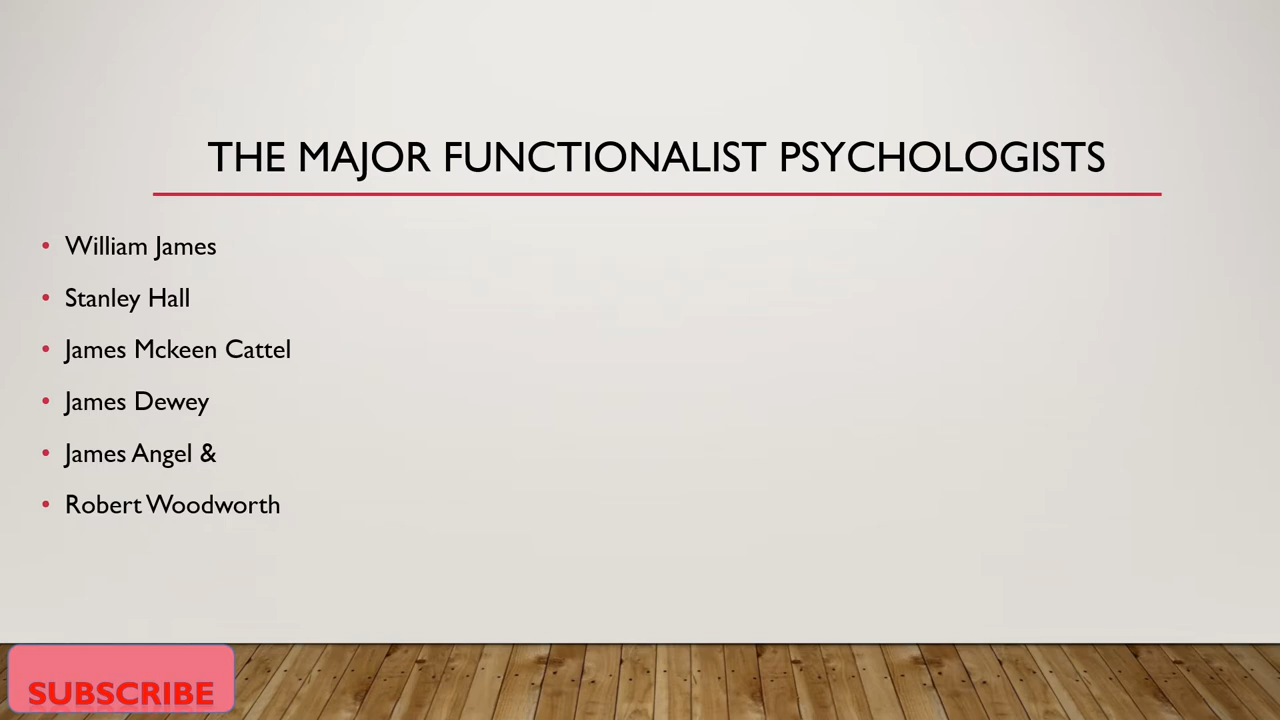 THE MAJOR FUNCTIONALIST PSYCHOLOGISTS
• William James
• Stanley Hall
• James Mckeen Cattel
• James Dewey
• James Angel &
• Robert Woodworth
SUBSCRIBE